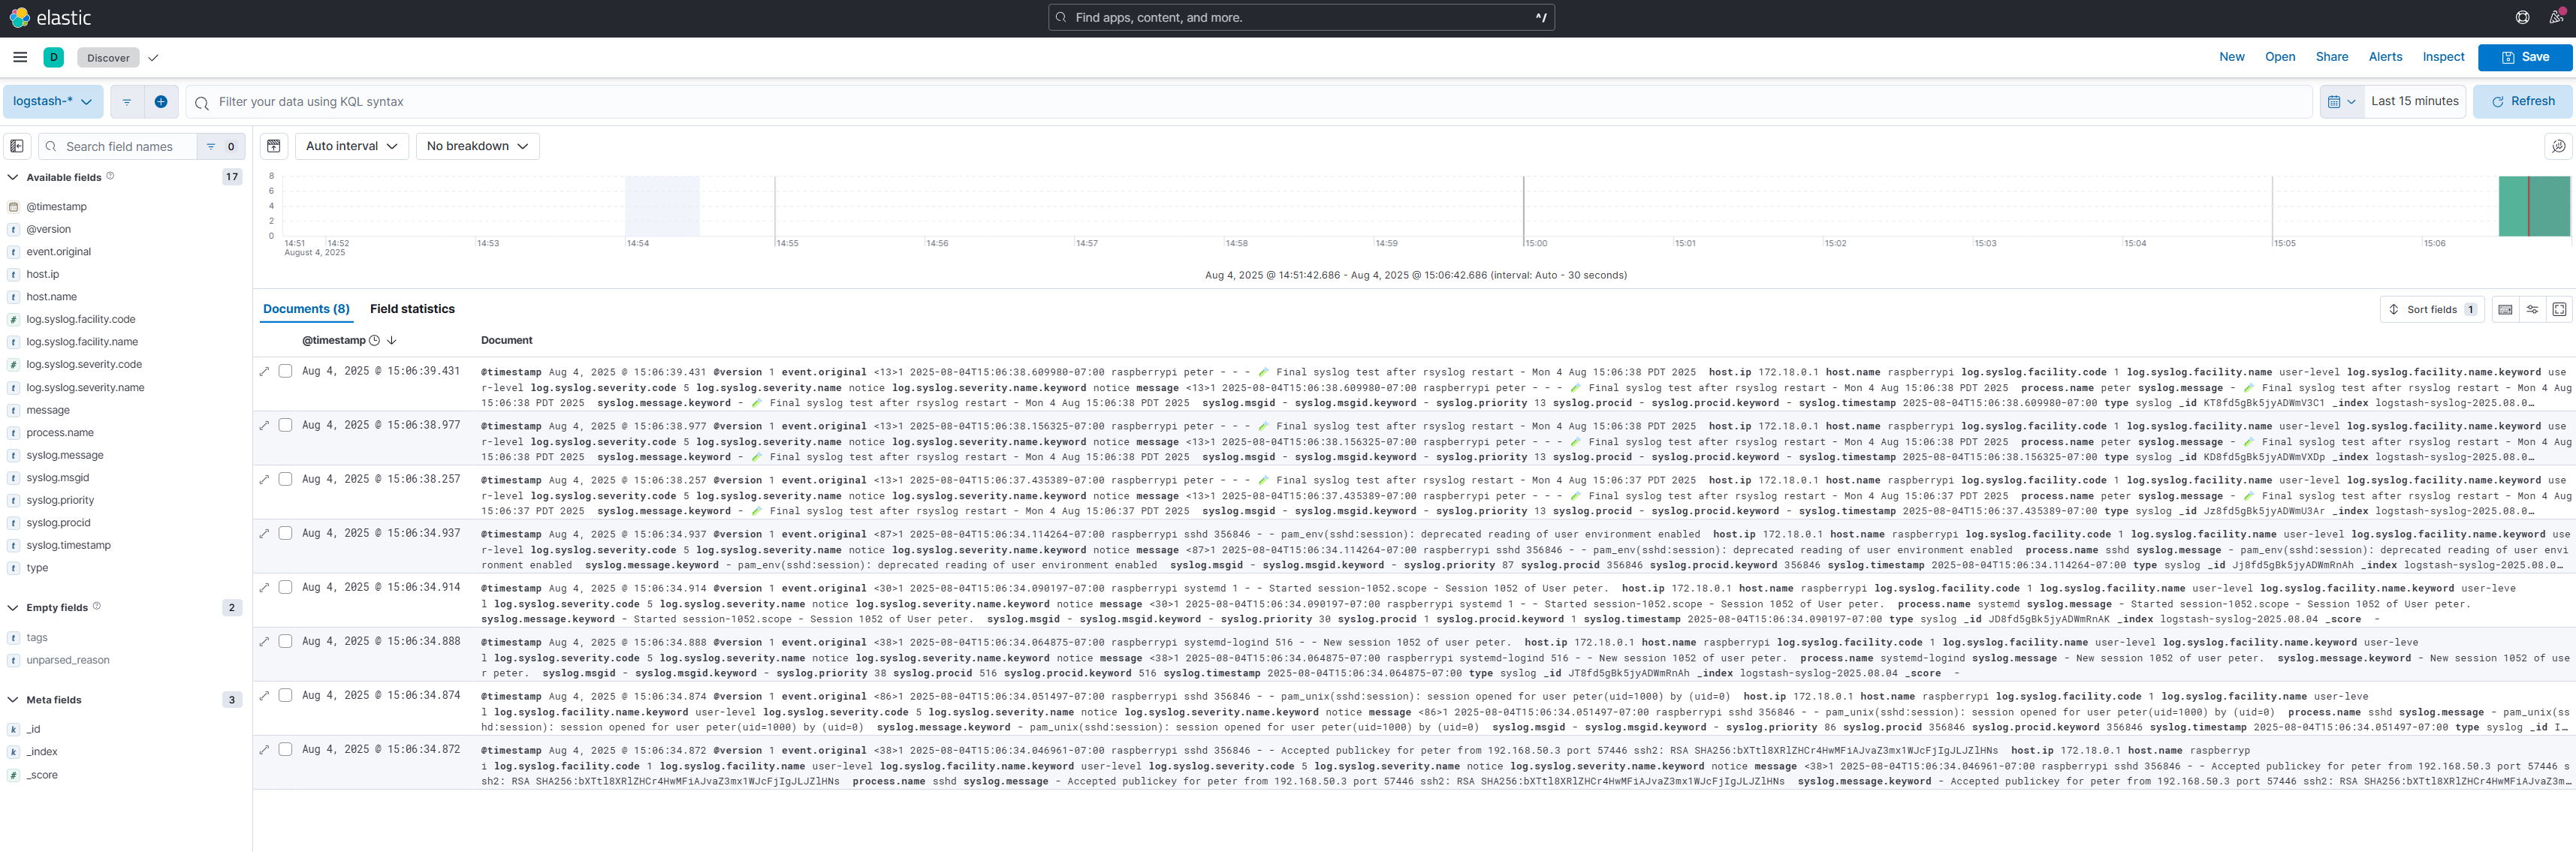 elastic
Find apps, content, and more.
^/
D
Discover
New
Open
Share
Alerts
Inspect
Save
logstash-*
Filter your data using KQL syntax
Last 15 minutes
Refresh
Search field names
0
Auto interval
No breakdown
Available fields
17
@timestamp
@version
event.original
host.ip
host.name
log.syslog.facility.code
log.syslog.facility.name
log.syslog.severity.code
log.syslog.severity.name
message
process.name
syslog.message
syslog.msgid
syslog.priority
syslog.procid
syslog.timestamp
type
Empty fields
2
tags
unparsed_reason
Meta fields
3
_id
_index
_score
8
6
4
2
0
14:51
August 4, 2025
14:52
14:53
14:54
14:55
14:56
14:57
14:58
14:59
15:00
15:01
15:02
15:03
15:04
15:05
15:06
Aug 4, 2025 @ 14:51:42.686 - Aug 4, 2025 @ 15:06:42.686 (interval: Auto - 30 seconds)
Documents (8)
Field statistics
Sort fields 1
@timestamp
Document
Aug 4, 2025 @ 15:06:39.431
@timestamp Aug 4, 2025 @ 15:06:39.431 @version 1 event.original <13>1 2025-08-04T15:06:38.609980-07:00 raspberrypi peter - - - 🧪 Final syslog test after rsyslog restart - Mon 4 Aug 15:06:38 PDT 2025 host.ip 172.18.0.1 host.name raspberrypi log.syslog.facility.code 1 log.syslog.facility.name user-level log.syslog.facility.name.keyword use
r-level log.syslog.severity.code 5 log.syslog.severity.name notice log.syslog.severity.name.keyword notice message <13>1 2025-08-04T15:06:38.609980-07:00 raspberrypi peter - - - 🧪 Final syslog test after rsyslog restart - Mon 4 Aug 15:06:38 PDT 2025 process.name peter syslog.message - 🧪 Final syslog test after rsyslog restart - Mon 4 Aug
15:06:38 PDT 2025 syslog.message.keyword - 🧪 Final syslog test after rsyslog restart - Mon 4 Aug 15:06:38 PDT 2025 syslog.msgid - syslog.msgid.keyword - syslog.priority 13 syslog.procid - syslog.procid.keyword - syslog.timestamp 2025-08-04T15:06:38.609980-07:00 type syslog _id KT8fd5gBk5jyADWmV3C1 _index logstash-syslog-2025.08.0…
Aug 4, 2025 @ 15:06:38.977
@timestamp Aug 4, 2025 @ 15:06:38.977 @version 1 event.original <13>1 2025-08-04T15:06:38.156325-07:00 raspberrypi peter - - - 🧪 Final syslog test after rsyslog restart - Mon 4 Aug 15:06:38 PDT 2025 host.ip 172.18.0.1 host.name raspberrypi log.syslog.facility.code 1 log.syslog.facility.name user-level log.syslog.facility.name.keyword use
r-level log.syslog.severity.code 5 log.syslog.severity.name notice log.syslog.severity.name.keyword notice message <13>1 2025-08-04T15:06:38.156325-07:00 raspberrypi peter - - - 🧪 Final syslog test after rsyslog restart - Mon 4 Aug 15:06:38 PDT 2025 process.name peter syslog.message - 🧪 Final syslog test after rsyslog restart - Mon 4 Aug
15:06:38 PDT 2025 syslog.message.keyword - 🧪 Final syslog test after rsyslog restart - Mon 4 Aug 15:06:38 PDT 2025 syslog.msgid - syslog.msgid.keyword - syslog.priority 13 syslog.procid - syslog.procid.keyword - syslog.timestamp 2025-08-04T15:06:38.156325-07:00 type syslog _id KD8fd5gBk5jyADWmVXDp _index logstash-syslog-2025.08.0…
Aug 4, 2025 @ 15:06:38.257
@timestamp Aug 4, 2025 @ 15:06:38.257 @version 1 event.original <13>1 2025-08-04T15:06:37.435389-07:00 raspberrypi peter - - - 🧪 Final syslog test after rsyslog restart - Mon 4 Aug 15:06:37 PDT 2025 host.ip 172.18.0.1 host.name raspberrypi log.syslog.facility.code 1 log.syslog.facility.name user-level log.syslog.facility.name.keyword use
r-level log.syslog.severity.code 5 log.syslog.severity.name notice log.syslog.severity.name.keyword notice message <13>1 2025-08-04T15:06:37.435389-07:00 raspberrypi peter - - - 🧪 Final syslog test after rsyslog restart - Mon 4 Aug 15:06:37 PDT 2025 process.name peter syslog.message - 🧪 Final syslog test after rsyslog restart - Mon 4 Aug
15:06:37 PDT 2025 syslog.message.keyword - 🧪 Final syslog test after rsyslog restart - Mon 4 Aug 15:06:37 PDT 2025 syslog.msgid - syslog.msgid.keyword - syslog.priority 13 syslog.procid - syslog.procid.keyword - syslog.timestamp 2025-08-04T15:06:37.435389-07:00 type syslog _id Jz8fd5gBk5jyADWmU3Ar _index logstash-syslog-2025.08.0…
Aug 4, 2025 @ 15:06:34.937
@timestamp Aug 4, 2025 @ 15:06:34.937 @version 1 event.original <87>1 2025-08-04T15:06:34.114264-07:00 raspberrypi sshd 356846 - - pam_env(sshd:session): deprecated reading of user environment enabled host.ip 172.18.0.1 host.name raspberrypi log.syslog.facility.code 1 log.syslog.facility.name user-level log.syslog.facility.name.keyword use
r-level log.syslog.severity.code 5 log.syslog.severity.name notice log.syslog.severity.name.keyword notice message <87>1 2025-08-04T15:06:34.114264-07:00 raspberrypi sshd 356846 - - pam_env(sshd:session): deprecated reading of user environment enabled process.name sshd syslog.message - pam_env(sshd:session): deprecated reading of user envi
ronment enabled syslog.message.keyword - pam_env(sshd:session): deprecated reading of user environment enabled syslog.msgid - syslog.msgid.keyword - syslog.priority 87 syslog.procid 356846 syslog.procid.keyword 356846 syslog.timestamp 2025-08-04T15:06:34.114264-07:00 type syslog _id Jj8fd5gBk5jyADWmRnAh _index logstash-syslog-2025.08.0…
Aug 4, 2025 @ 15:06:34.914
@timestamp Aug 4, 2025 @ 15:06:34.914 @version 1 event.original <30>1 2025-08-04T15:06:34.090197-07:00 raspberrypi systemd 1 - - Started session-1052.scope - Session 1052 of User peter. host.ip 172.18.0.1 host.name raspberrypi log.syslog.facility.code 1 log.syslog.facility.name user-level log.syslog.facility.name.keyword user-leve
l log.syslog.severity.code 5 log.syslog.severity.name notice log.syslog.severity.name.keyword notice message <30>1 2025-08-04T15:06:34.090197-07:00 raspberrypi systemd 1 - - Started session-1052.scope - Session 1052 of User peter. process.name systemd syslog.message - Started session-1052.scope - Session 1052 of User peter.
syslog.message.keyword - Started session-1052.scope - Session 1052 of User peter. syslog.msgid - syslog.msgid.keyword - syslog.priority 30 syslog.procid 1 syslog.procid.keyword 1 syslog.timestamp 2025-08-04T15:06:34.090197-07:00 type syslog _id JD8fd5gBk5jyADWmRnAK _index logstash-syslog-2025.08.04 _score -
Aug 4, 2025 @ 15:06:34.888
@timestamp Aug 4, 2025 @ 15:06:34.888 @version 1 event.original <38>1 2025-08-04T15:06:34.064875-07:00 raspberrypi systemd-logind 516 - - New session 1052 of user peter. host.ip 172.18.0.1 host.name raspberrypi log.syslog.facility.code 1 log.syslog.facility.name user-level log.syslog.facility.name.keyword user-leve
l log.syslog.severity.code 5 log.syslog.severity.name notice log.syslog.severity.name.keyword notice message <38>1 2025-08-04T15:06:34.064875-07:00 raspberrypi systemd-logind 516 - - New session 1052 of user peter. process.name systemd-logind syslog.message - New session 1052 of user peter. syslog.message.keyword - New session 1052 of use
r peter. syslog.msgid - syslog.msgid.keyword - syslog.priority 38 syslog.procid 516 syslog.procid.keyword 516 syslog.timestamp 2025-08-04T15:06:34.064875-07:00 type syslog _id JT8fd5gBk5jyADWmRnAh _index logstash-syslog-2025.08.04 _score -
Aug 4, 2025 @ 15:06:34.874
@timestamp Aug 4, 2025 @ 15:06:34.874 @version 1 event.original <86>1 2025-08-04T15:06:34.051497-07:00 raspberrypi sshd 356846 - - pam_unix(sshd:session): session opened for user peter(uid=1000) by (uid=0) host.ip 172.18.0.1 host.name raspberrypi log.syslog.facility.code 1 log.syslog.facility.name user-leve
l log.syslog.facility.name.keyword user-level log.syslog.severity.code 5 log.syslog.severity.name notice log.syslog.severity.name.keyword notice message <86>1 2025-08-04T15:06:34.051497-07:00 raspberrypi sshd 356846 - - pam_unix(sshd:session): session opened for user peter(uid=1000) by (uid=0) process.name sshd syslog.message - pam_unix(ss
hd:session): session opened for user peter(uid=1000) by (uid=0) syslog.message.keyword - pam_unix(sshd:session): session opened for user peter(uid=1000) by (uid=0) syslog.msgid - syslog.msgid.keyword - syslog.priority 86 syslog.procid 356846 syslog.procid.keyword 356846 syslog.timestamp 2025-08-04T15:06:34.051497-07:00 type syslog _id I…
Aug 4, 2025 @ 15:06:34.872
@timestamp Aug 4, 2025 @ 15:06:34.872 @version 1 event.original <38>1 2025-08-04T15:06:34.046961-07:00 raspberrypi sshd 356846 - - Accepted publickey for peter from 192.168.50.3 port 57446 ssh2: RSA SHA256:bXTtl8XRlZHCr4HwMFiAJvaZ3mx1WJcFjIgJLJZlHNs host.ip 172.18.0.1 host.name raspberryp
i log.syslog.facility.code 1 log.syslog.facility.name user-level log.syslog.facility.name.keyword user-level log.syslog.severity.code 5 log.syslog.severity.name notice log.syslog.severity.name.keyword notice message <38>1 2025-08-04T15:06:34.046961-07:00 raspberrypi sshd 356846 - - Accepted publickey for peter from 192.168.50.3 port 57446 s
sh2: RSA SHA256:bXTtl8XRlZHCr4HwMFiAJvaZ3mx1WJcFjIgJLJZlHNs process.name sshd syslog.message - Accepted publickey for peter from 192.168.50.3 port 57446 ssh2: RSA SHA256:bXTtl8XRlZHCr4HwMFiAJvaZ3mx1WJcFjIgJLJZlHNs syslog.message.keyword - Accepted publickey for peter from 192.168.50.3 port 57446 ssh2: RSA SHA256:bXTtl8XRlZHCr4HwMFiAJvaZ3m…